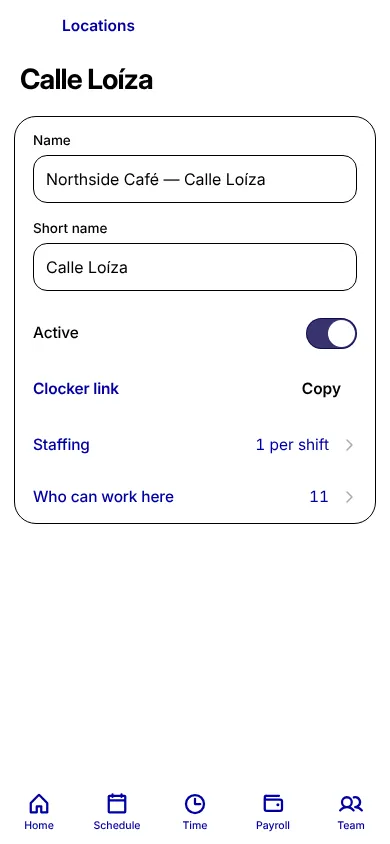 Locations
Calle Loíza
Name
Northside Café — Calle Loíza
Short name
Calle Loíza
Active
Clocker link Copy
Staffing 1 per shift
Who can work here 11
Home Schedule Time Payroll Team